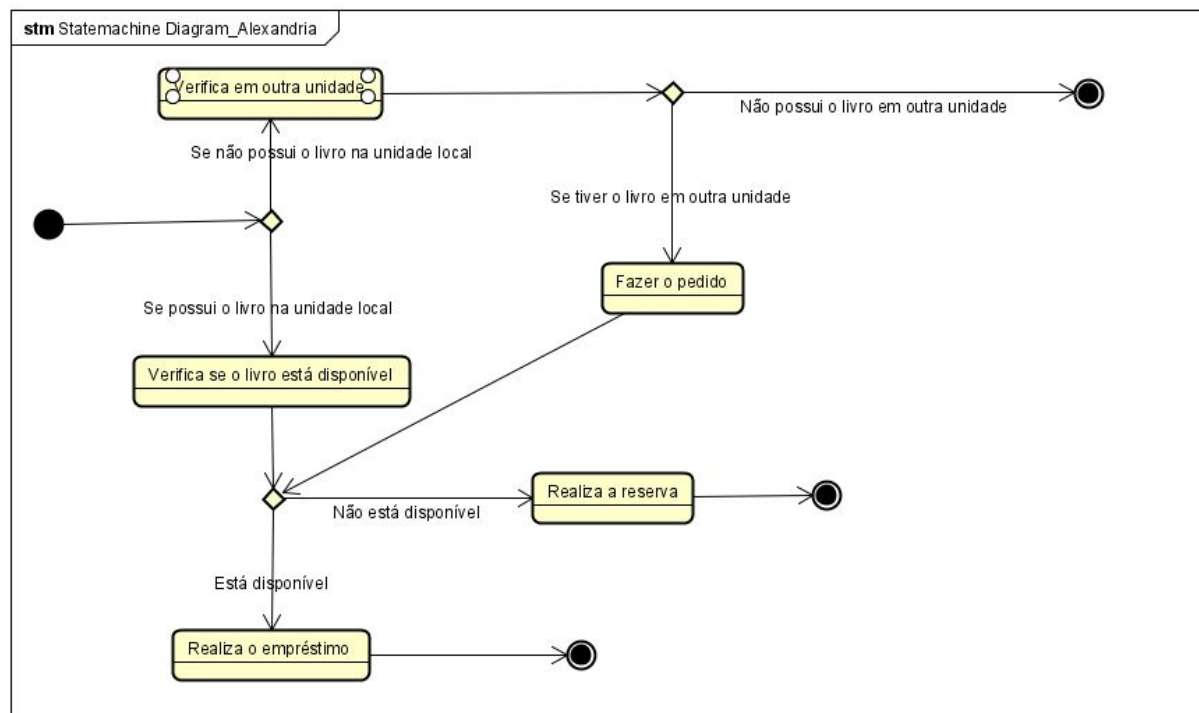 stm Statemachine Diagram_Alexandria
Verifica em outra unidade
Não possui o livro em outra unidade
Se não possui o livro na unidade local
Se tiver o livro em outra unidade
Fazer o pedido
Se possui o livro na unidade local
Verifica se o livro está disponível
Realiza a reserva
Não está disponível
Está disponível
Realiza o empréstimo